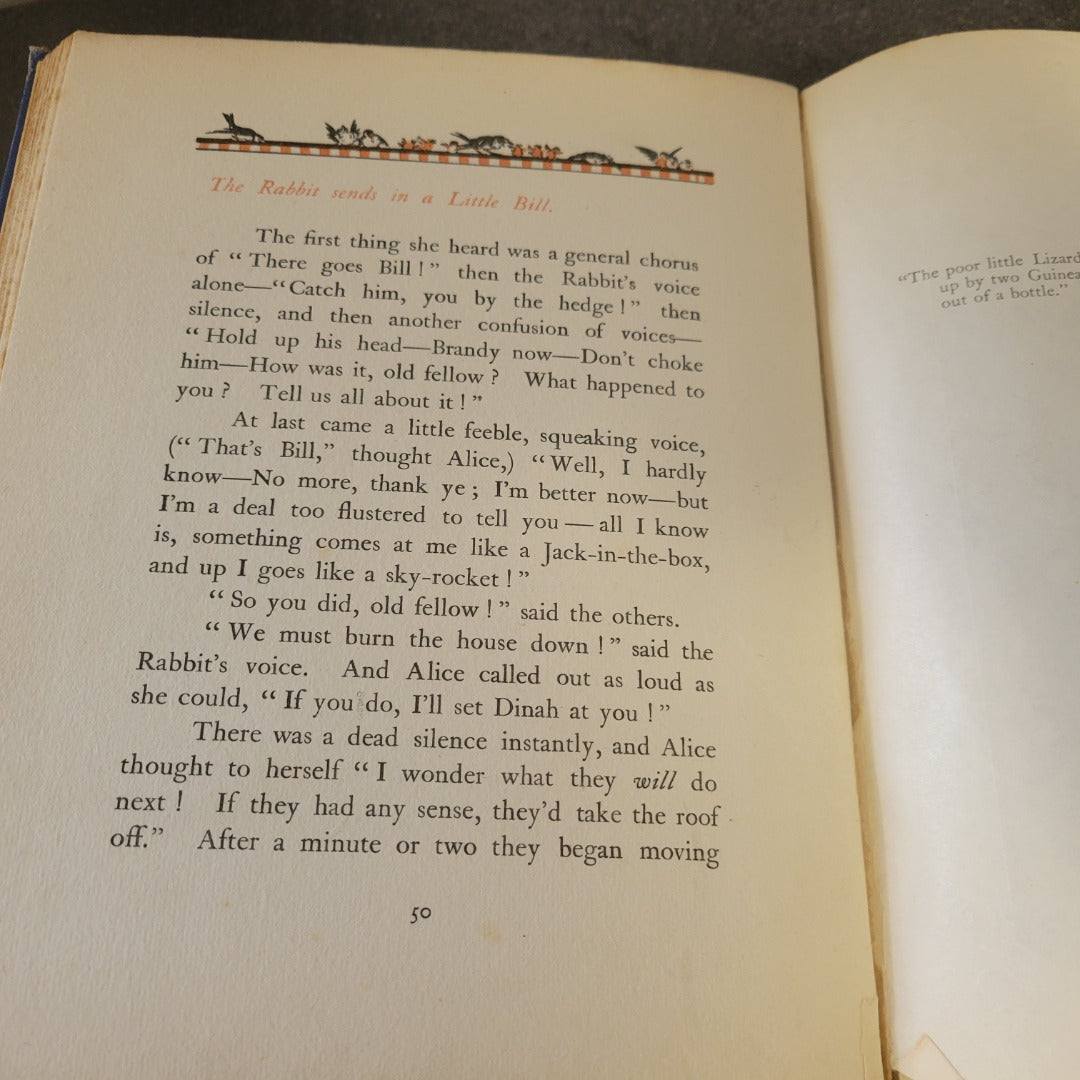 The Rabbit sends in a Little Bill.
The first thing she heard was a general chorus
of “There goes Bill!” then the Rabbit’s voice
alone—“Catch him, you by the hedge!” then
silence, and then another confusion of voices—
“Hold up his head—Brandy now—Don’t choke
him—How was it, old fellow? What happened to
you? Tell us all about it!”
At last came a little feeble, squeaking voice,
(“That’s Bill,” thought Alice,) “Well, I hardly
know—No more, thank ye; I’m better now—but
I’m a deal too flustered to tell you—all I know
is, something comes at me like a Jack-in-the-box,
and up I goes like a sky-rocket!”
“So you did, old fellow!” said the others.
“We must burn the house down!” said the
Rabbit’s voice. And Alice called out as loud as
she could, “If you do, I’ll set Dinah at you!”
There was a dead silence instantly, and Alice
thought to herself “I wonder what they will do
next! If they had any sense, they’d take the roof
off.” After a minute or two they began moving
50
“The poor little Lizard
up by two Guinea
out of a bottle.”